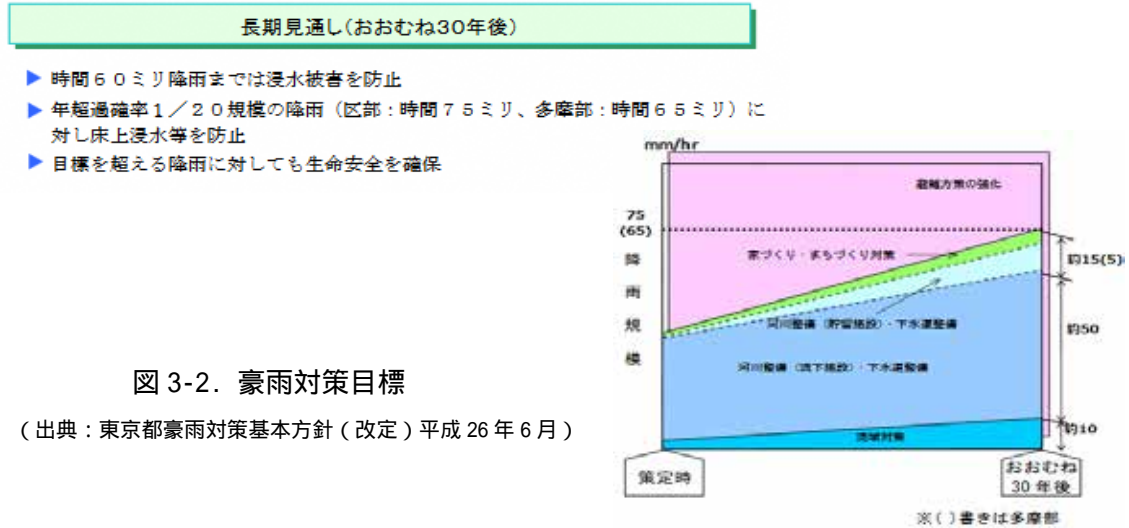 長期見通し(おおむね30年後)
▶ 時間60ミリ降雨までは浸水被害を防止
▶ 年超過確率1/20規模の降雨(区部:時間75ミリ、多摩部:時間65ミリ)に
対し床上浸水等を防止
▶ 目標を超える降雨に対しても生命安全を確保
mm/hr
避難方策の強化
75
(65)
家づくり・まちづくり対策
約15(5)
降雨規模
河川整備(貯留施設)・下水道整備
約50
河川整備(流下施設)・下水道整備
流域対策
約10
策定時
おおむね
30年後
※( )書きは多摩部
図 3-2. 豪雨対策目標
(出典:東京都豪雨対策基本方針(改定)平成 26 年 6 月)